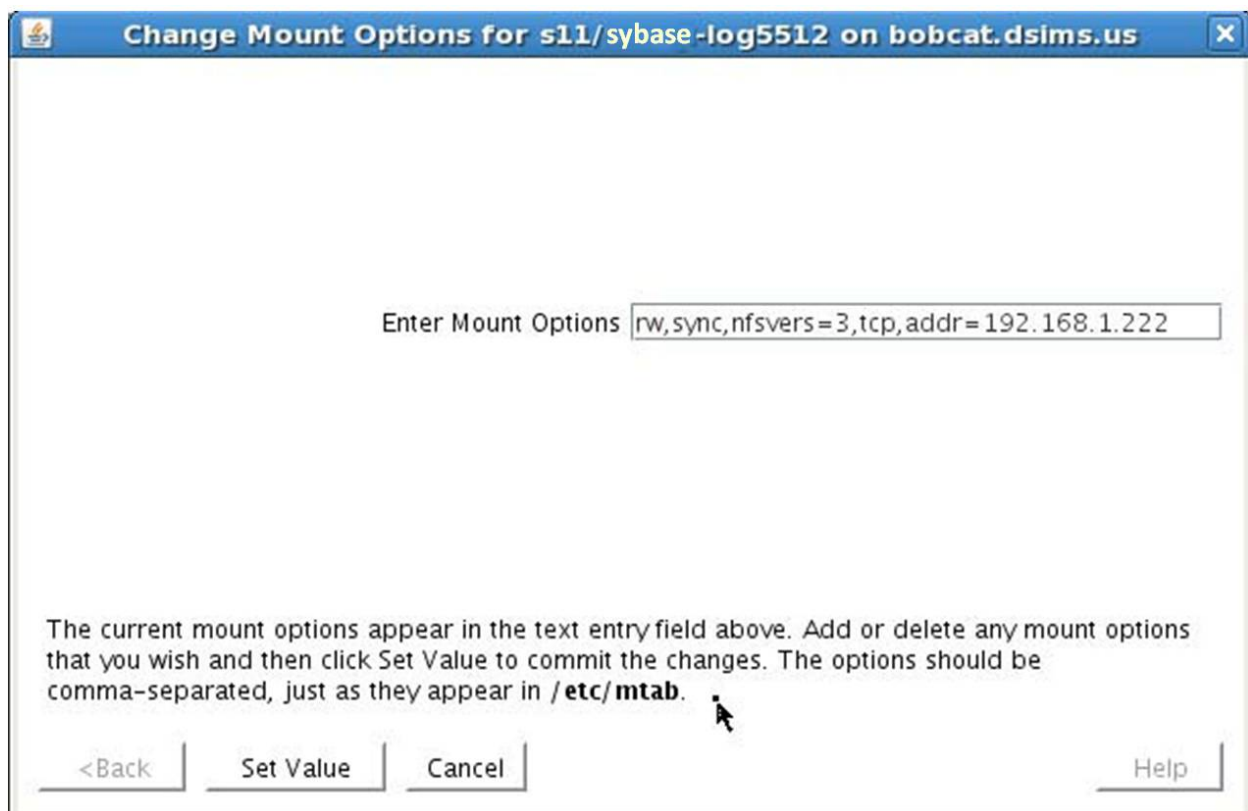 Change Mount Options for s11/sybase-log5512 on bobcat.dsims.us
Enter Mount Options rw,sync,nfsvers=3,tcp,addr=192.168.1.222
The current mount options appear in the text entry field above. Add or delete any mount options
that you wish and then click Set Value to commit the changes. The options should be
comma-separated, just as they appear in /etc/mtab.
<Back Set Value Cancel Help